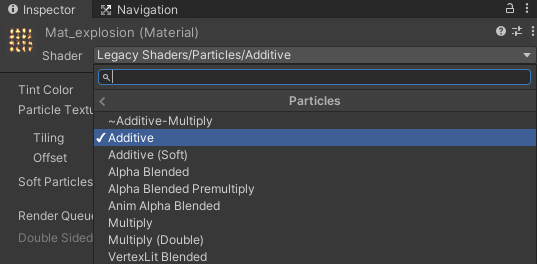 Inspector Navigation
Mat_explosion (Material)
Shader Legacy Shaders/Particles/Additive
Particles
Tint Color
Particle Textu
Tiling
Offset
Soft Particles
Render Queue
Double Sided
~Additive-Multiply
Additive
Additive (Soft)
Alpha Blended
Alpha Blended Premultiply
Anim Alpha Blended
Multiply
Multiply (Double)
VertexLit Blended